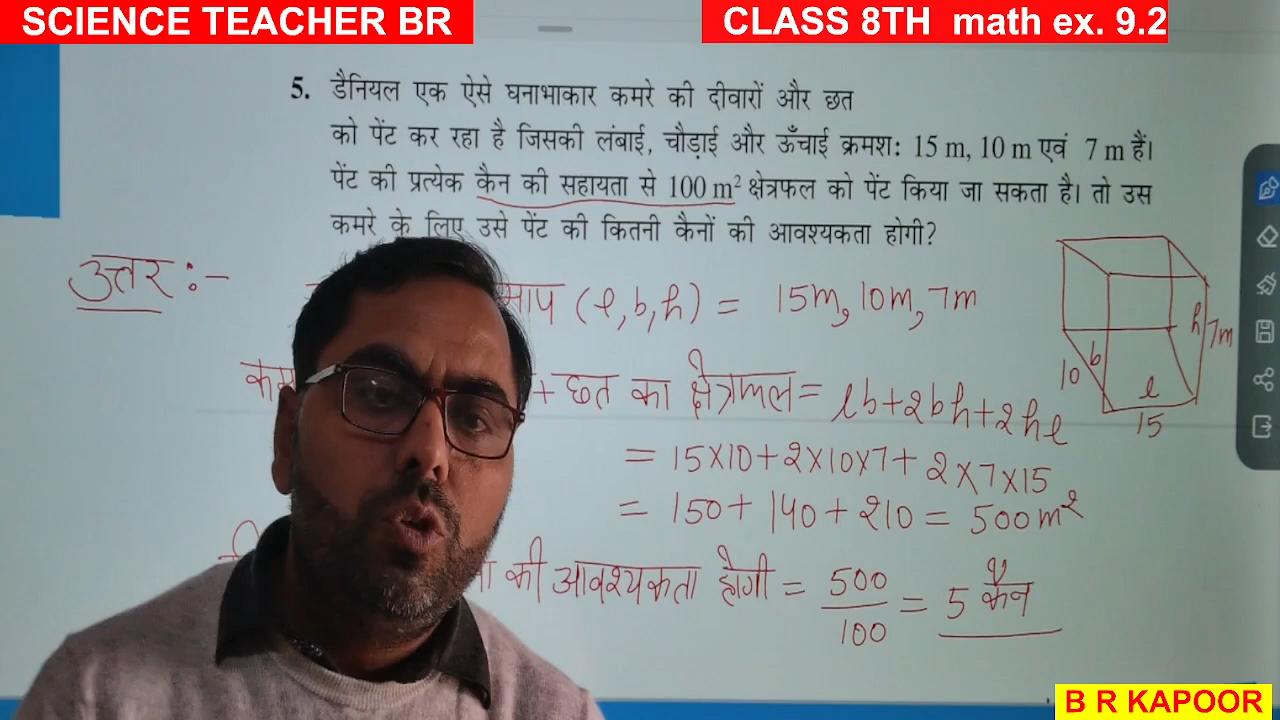 SCIENCE TEACHER BR
CLASS 8TH math ex. 9.2
5. डैनियल एक ऐसे घनाभाकार कमरे की दीवारों और छत
को पेंट कर रहा है जिसकी लंबाई, चौड़ाई और ऊँचाई क्रमश: 15 m, 10 m एवं 7 m हैं।
पेंट की प्रत्येक कैन की सहायता से 100 m² क्षेत्रफल को पेंट किया जा सकता है। तो उस
कमरे के लिए उसे पेंट की कितनी कैनों की आवश्यकता होगी?
उत्तर :-
(l, b, h) = 15m, 10m, 7m
+ छत का क्षेत्रफल = lb+2bh+2hl
= 15×10+2×10×7+2×7×15
= 150+140+210 = 500m²
की आवश्यकता होगी = 500/100 = 5 कैन
h 7m
b
10
l
15
B R KAPOOR